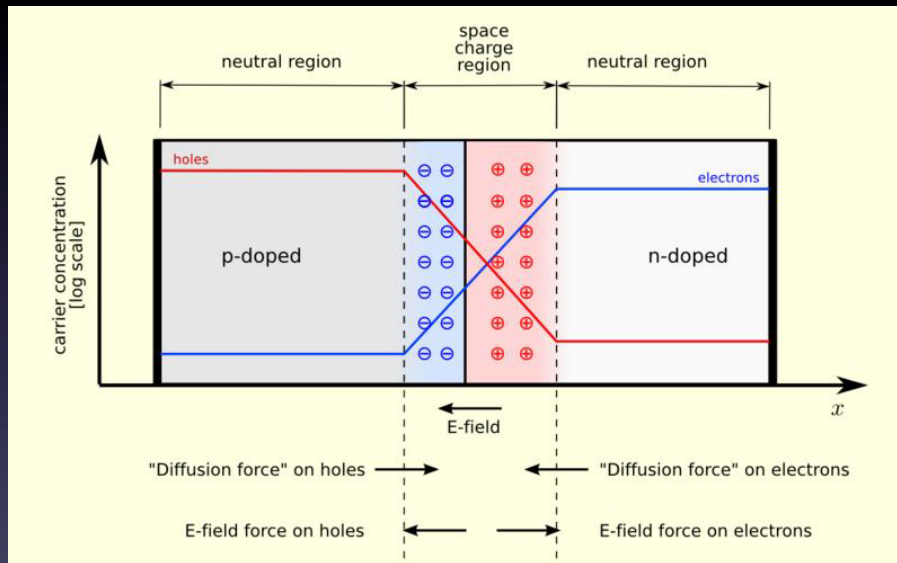 space
charge
region
neutral region
neutral region
holes
electrons
carrier concentration
[log scale]
p-doped
n-doped
x
E-field
"Diffusion force" on holes
"Diffusion force" on electrons
E-field force on holes
E-field force on electrons